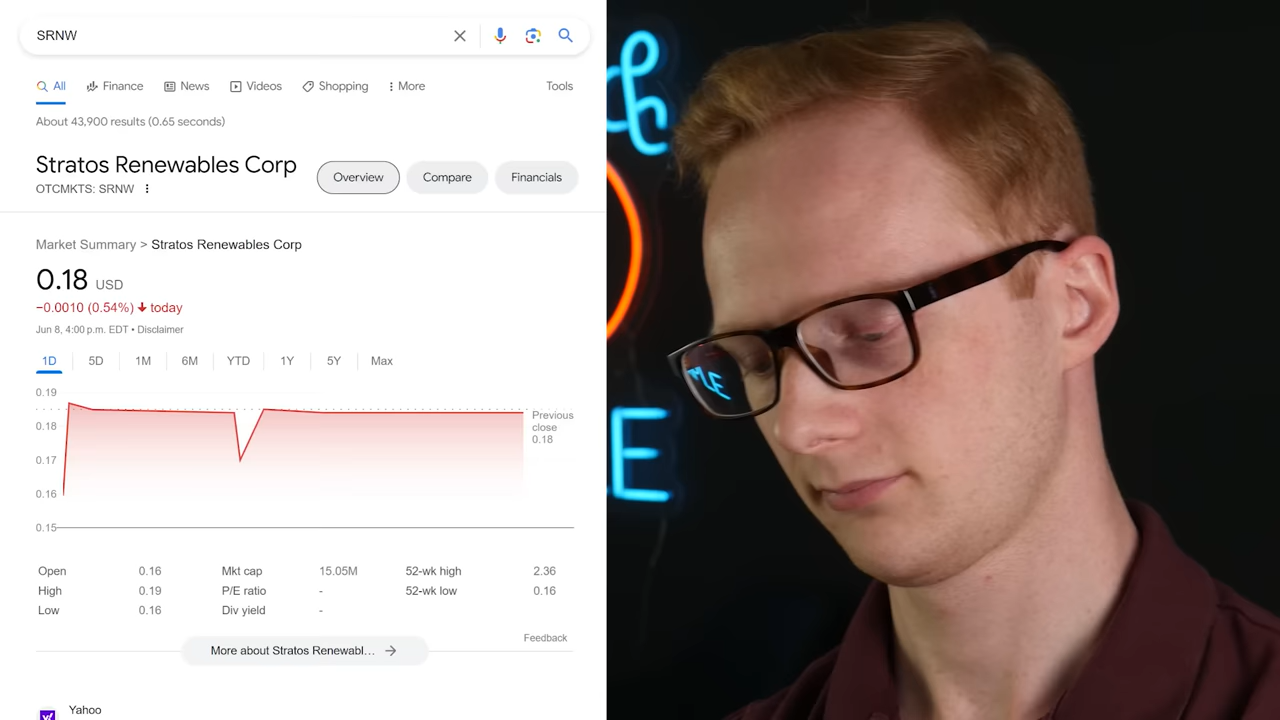 SRNW
All Finance News Videos Shopping More Tools
About 43,900 results (0.65 seconds)
Stratos Renewables Corp
OTCMKTS: SRNW
Overview Compare Financials
Market Summary > Stratos Renewables Corp
0.18 USD
−0.0010 (0.54%) today
Jun 8, 4:00 p.m. EDT • Disclaimer
1D 5D 1M 6M YTD 1Y 5Y Max
0.19
0.18
0.17
0.16
0.15
Previous
close
0.18
Open 0.16 Mkt cap 15.05M 52-wk high 2.36
High 0.19 P/E ratio - 52-wk low 0.16
Low 0.16 Div yield -
Feedback
More about Stratos Renewabl…
Yahoo
E